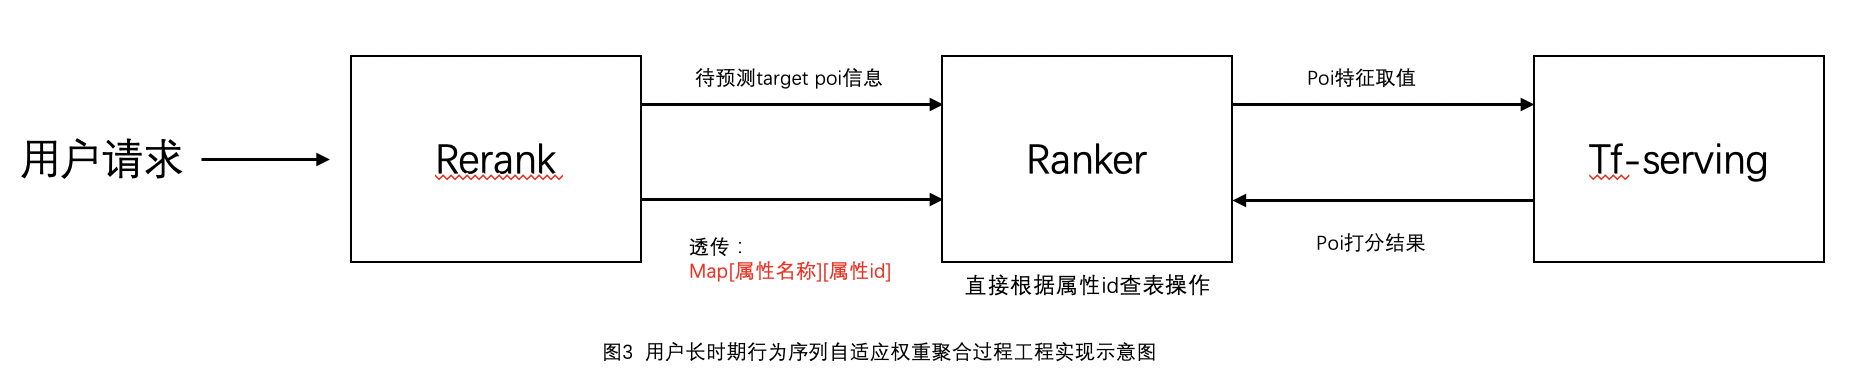 用户请求
Rerank
待预测target poi信息
透传：
Map[属性名称][属性id]
Ranker
直接根据属性id查表操作
Poi特征取值
Poi打分结果
Tf-serving
图3 用户长时期行为序列自适应权重聚合过程工程实现示意图